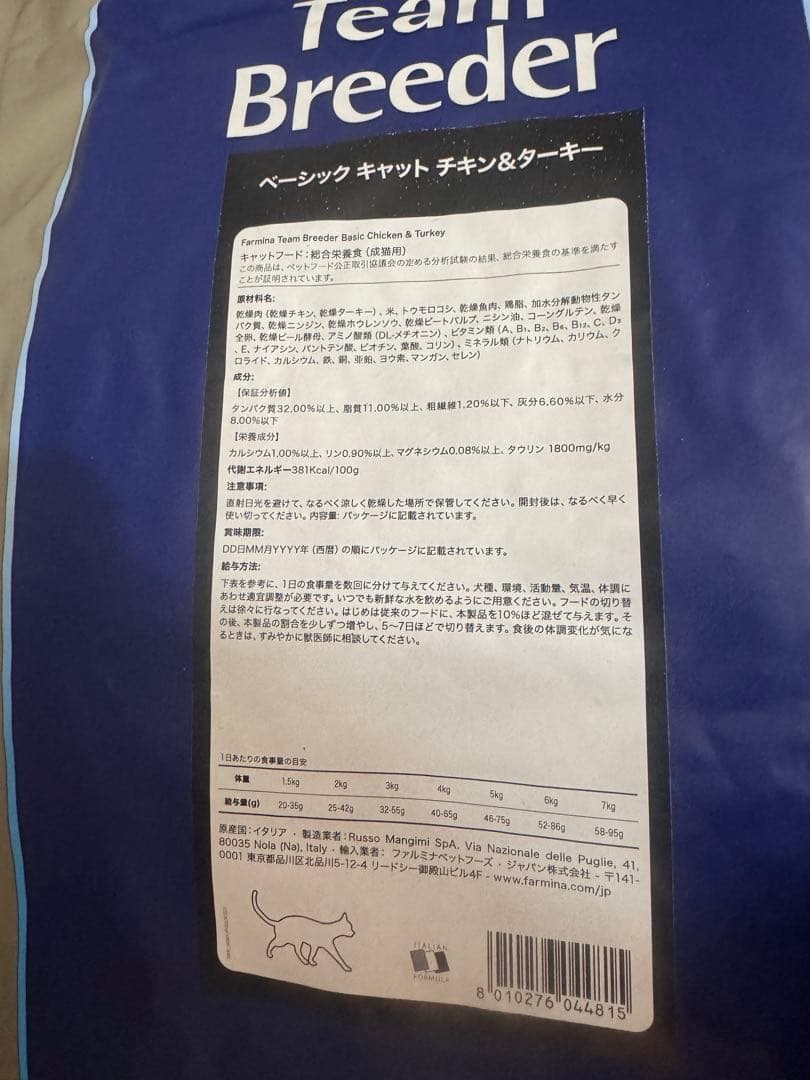 Team
Breeder
ベーシック キャット チキン&ターキー
Farmina Team Breeder Basic Chicken & Turkey
キャットフード：総合栄養食（成猫用）
この商品は、ペットフード公正取引協議会の定める分析試験の結果、総合栄養食の基準を満たす
ことが証明されています。
原材料名:
乾燥肉（乾燥チキン、乾燥ターキー）、米、トウモロコシ、乾燥魚肉、鶏脂、加水分解動物性タン
パク質、乾燥ニンジン、乾燥ホウレンソウ、乾燥ビートパルプ、ニシン油、コーングルテン、乾燥
全卵、乾燥ビール酵母、アミノ酸類（DL-メチオニン）、ビタミン類（A、B₁、B₂、B₆、B₁₂、C、D₃
、E、ナイアシン、パントテン酸、ビオチン、葉酸、コリン）、ミネラル類（ナトリウム、カリウム、ク
ロライド、カルシウム、鉄、銅、亜鉛、ヨウ素、マンガン、セレン）
成分:
【保証分析値】
タンパク質32.00%以上、脂質11.00%以上、粗繊維1.20%以下、灰分6.60%以下、水分
8.00%以下
【栄養成分】
カルシウム1.00%以上、リン0.90%以上、マグネシウム0.08%以上、タウリン 1800mg/kg
代謝エネルギー381Kcal/100g
注意事項:
直射日光を避けて、なるべく涼しく乾燥した場所で保管してください。開封後は、なるべく早く
使い切ってください。内容量: パッケージに記載されています。
賞味期限:
DD日MM月YYYY年（西暦）の順にパッケージに記載されています。
給与方法:
下表を参考に、1日の食事量を数回に分けて与えてください。犬種、環境、活動量、気温、体調に
あわせ適宜調整が必要です。いつでも新鮮な水を飲めるようにご用意ください。フードの切り替
えは徐々に行なってください。はじめは従来のフードに、本製品を10%ほど混ぜて与えます。そ
の後、本製品の割合を少しずつ増やし、5〜7日ほどで切り替えます。食後の体調変化が気にな
るときは、すみやかに獣医師に相談してください。
1日あたりの食事量の目安
体重 1.5kg 2kg 3kg 4kg 5kg 6kg 7kg
給与量(g) 20-35g 25-42g 32-55g 40-65g 46-75g 52-86g 58-95g
原産国：イタリア・製造業者：Russo Mangimi SpA, Via Nazionale delle Puglie, 41,
80035 Nola (Na), Italy・輸入業者： ファルミナペットフーズ・ジャパン株式会社 - 〒141-
0001 東京都品川区北品川5-12-4 リードシー御殿山ビル4F - www.farmina.com/jp
ITALIAN
FORMULA
8 010276 044815